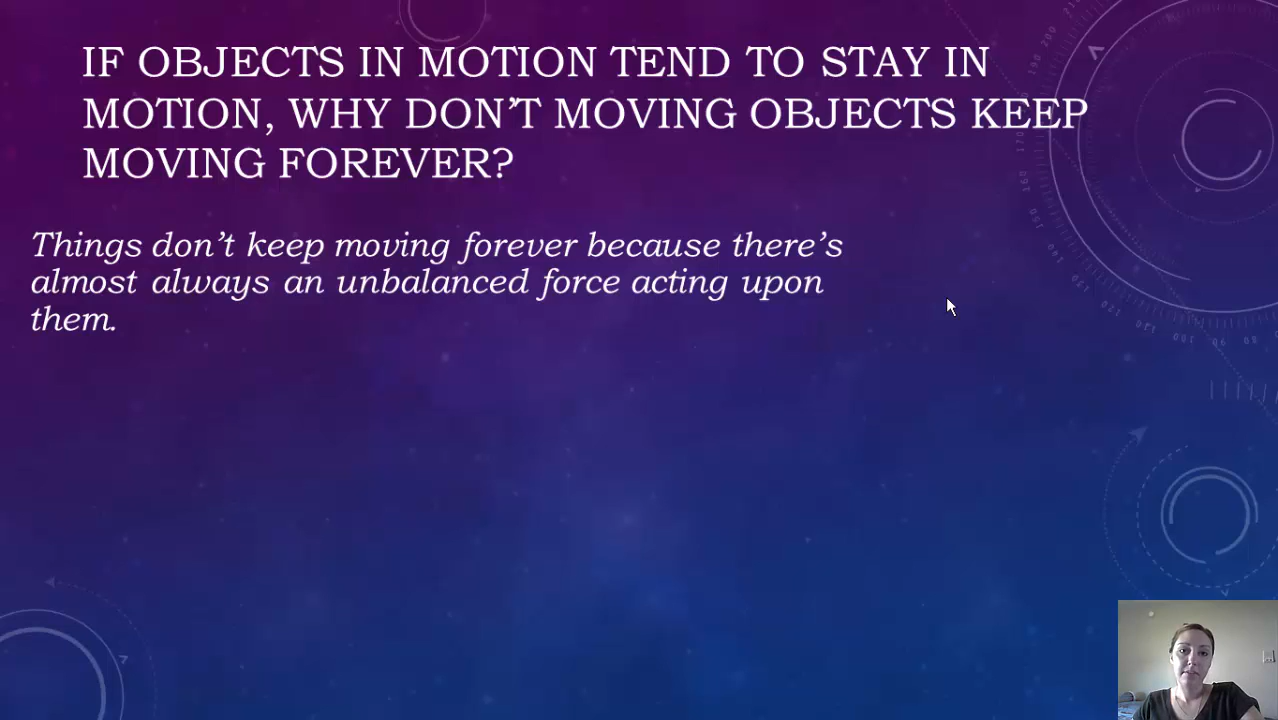 IF OBJECTS IN MOTION TEND TO STAY IN
MOTION, WHY DON’T MOVING OBJECTS KEEP
MOVING FOREVER?
Things don’t keep moving forever because there’s
almost always an unbalanced force acting upon
them.